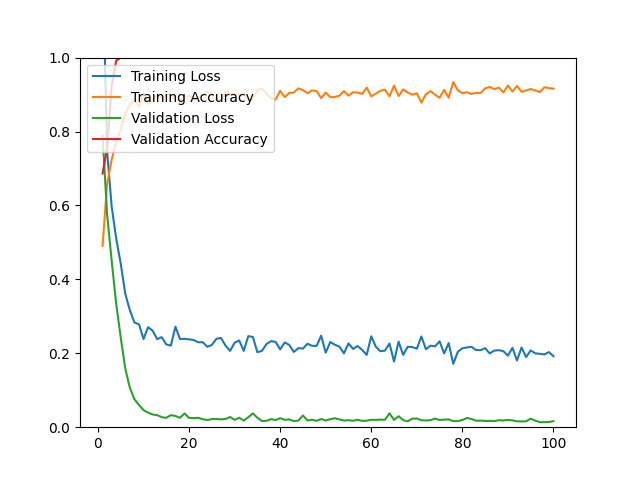 1.0
0.8
0.6
0.4
0.2
0.0
Training Loss
Training Accuracy
Validation Loss
Validation Accuracy
0 20 40 60 80 100